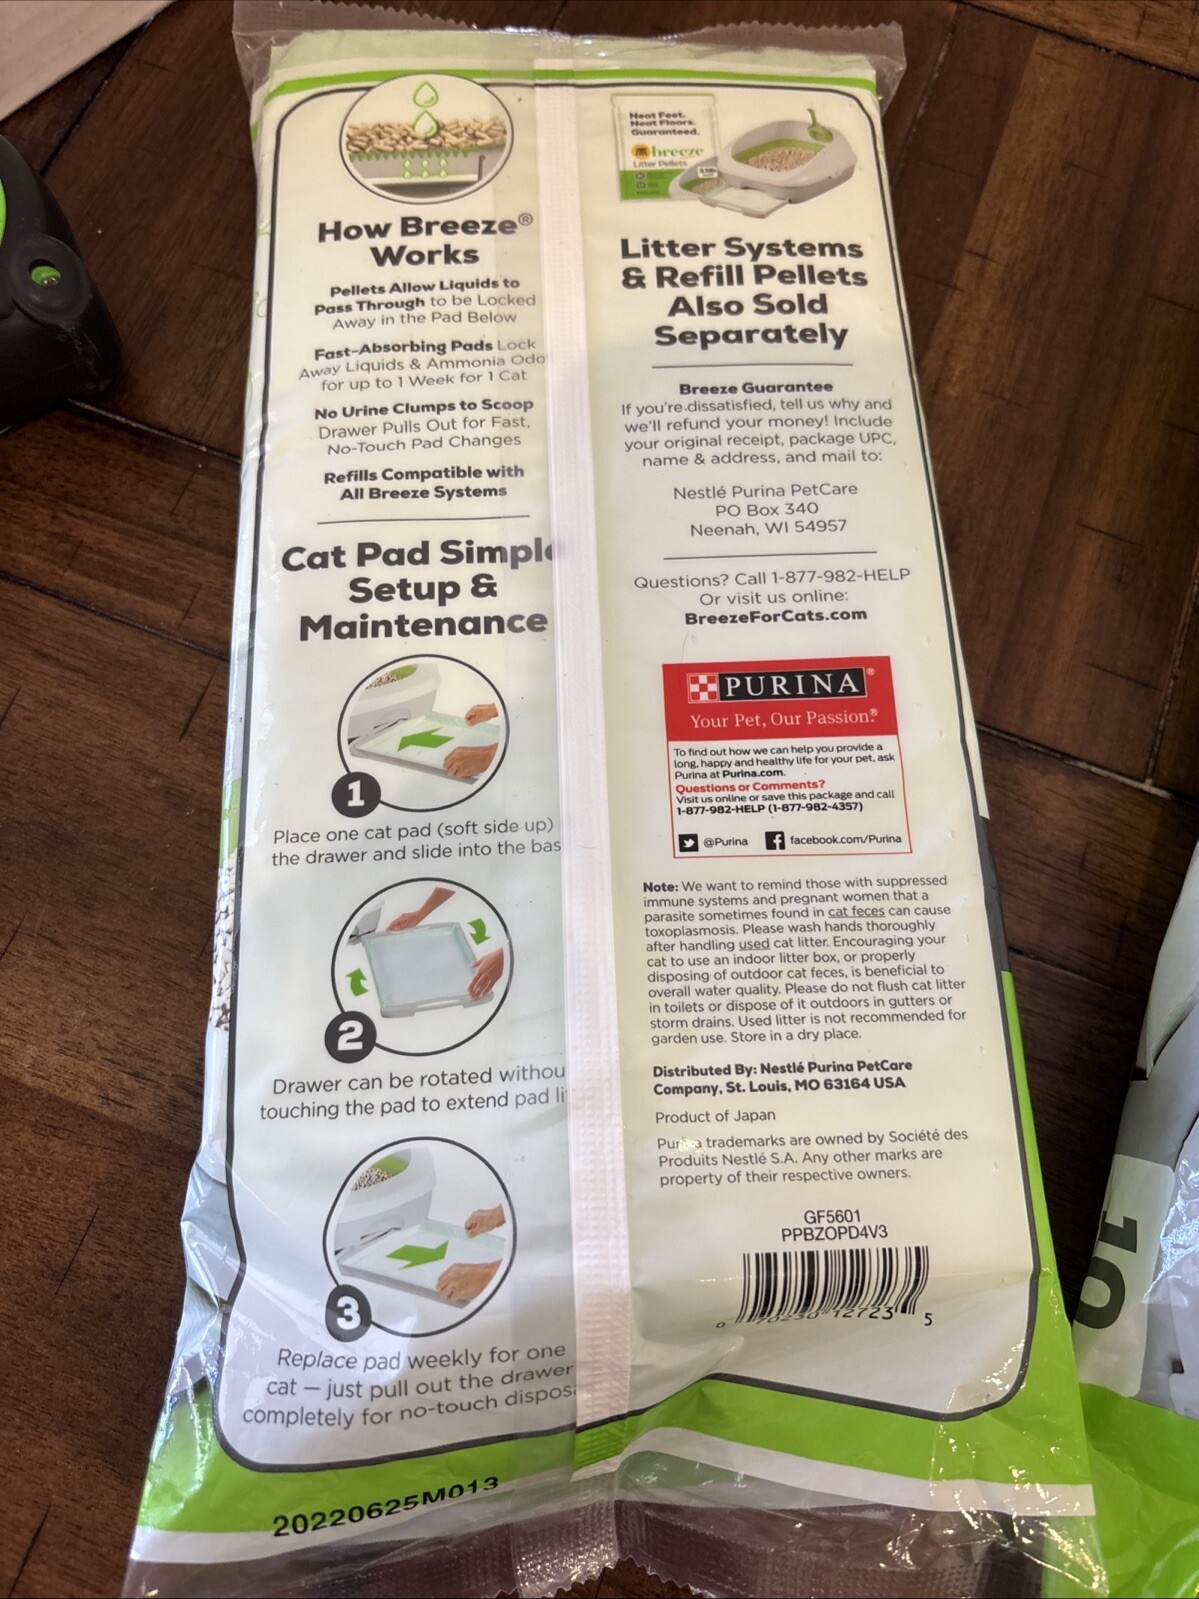 How Breeze®
Works
Pellets Allow Liquids to
Pass Through to be Locked
Away in the Pad Below
Fast-Absorbing Pads Lock
Away Liquids & Ammonia Odo
for up to 1 Week for 1 Cat
No Urine Clumps to Scoop
Drawer Pulls Out for Fast,
No-Touch Pad Changes
Refills Compatible with
All Breeze Systems
Cat Pad Simple
Setup &
Maintenance
1
Place one cat pad (soft side up)
the drawer and slide into the bas
2
Drawer can be rotated withou
touching the pad to extend pad li
3
Replace pad weekly for one
cat — just pull out the drawer
completely for no-touch dispos
20220625M013
Neat Feet.
Neat Floors.
Guaranteed.
breeze
Litter Pellets
Litter Systems
& Refill Pellets
Also Sold
Separately
Breeze Guarantee
If you're dissatisfied, tell us why and
we'll refund your money! Include
your original receipt, package UPC,
name & address, and mail to:
Nestlé Purina PetCare
PO Box 340
Neenah, WI 54957
Questions? Call 1-877-982-HELP
Or visit us online:
BreezeForCats.com
PURINA®
Your Pet, Our Passion.®
To find out how we can help you provide a
long, happy and healthy life for your pet, ask
Purina at Purina.com.
Questions or Comments?
Visit us online or save this package and call
1-877-982-HELP (1-877-982-4357)
@Purina facebook.com/Purina
Note: We want to remind those with suppressed
immune systems and pregnant women that a
parasite sometimes found in cat feces can cause
toxoplasmosis. Please wash hands thoroughly
after handling used cat litter. Encouraging your
cat to use an indoor litter box, or properly
disposing of outdoor cat feces, is beneficial to
overall water quality. Please do not flush cat litter
in toilets or dispose of it outdoors in gutters or
storm drains. Used litter is not recommended for
garden use. Store in a dry place.
Distributed By: Nestlé Purina PetCare
Company, St. Louis, MO 63164 USA
Product of Japan
Purina trademarks are owned by Société des
Produits Nestlé S.A. Any other marks are
property of their respective owners.
GF5601
PPBZOPD4V3
0 70230 12723 5
10